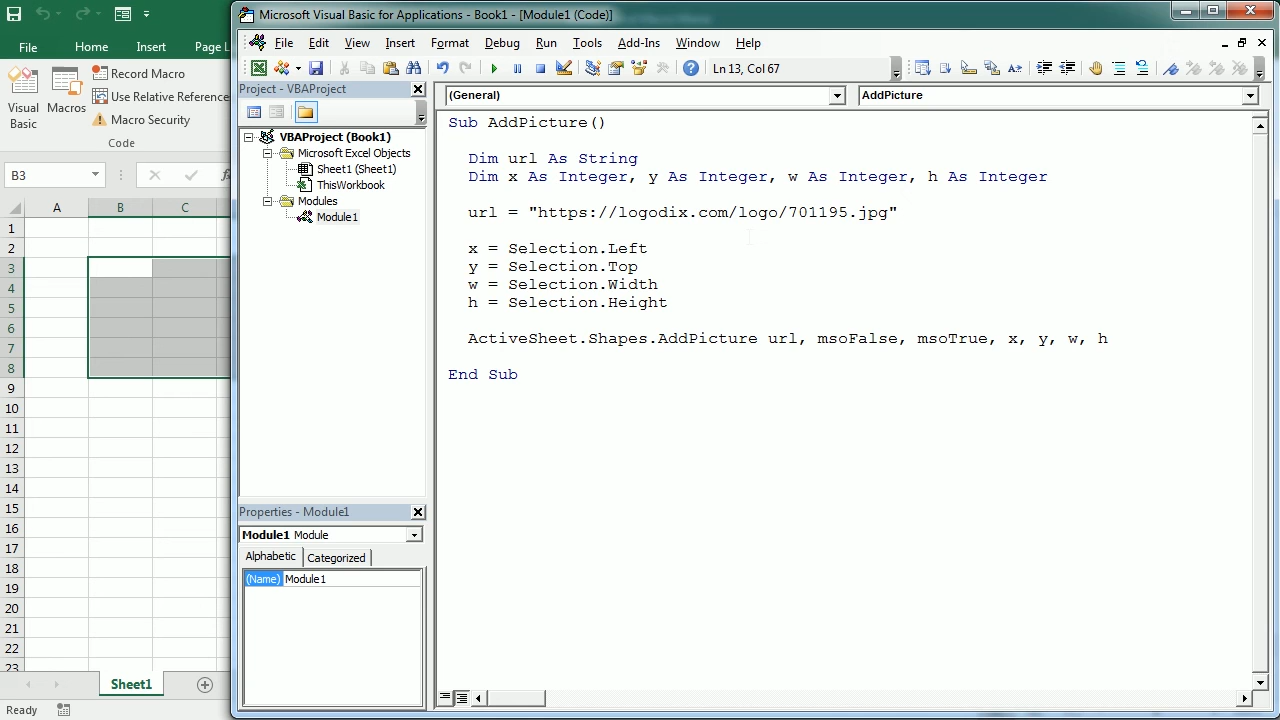 Microsoft Visual Basic for Applications - Book1 - [Module1 (Code)]
File Home Insert Page L
File Edit View Insert Format Debug Run Tools Add-Ins Window Help
Ln 13, Col 67
Visual Basic
Macros
Record Macro
Use Relative Reference
Macro Security
Code
B3
A B C
1
2
3
4
5
6
7
8
9
10
11
12
13
14
15
16
17
18
19
20
21
22
23
Sheet1
Ready
Project - VBAProject
VBAProject (Book1)
Microsoft Excel Objects
Sheet1 (Sheet1)
ThisWorkbook
Modules
Module1
Properties - Module1
Module1 Module
Alphabetic Categorized
(Name) Module1
(General) AddPicture
Sub AddPicture()
Dim url As String
Dim x As Integer, y As Integer, w As Integer, h As Integer
url = "https://logodix.com/logo/701195.jpg"
x = Selection.Left
y = Selection.Top
w = Selection.Width
h = Selection.Height
ActiveSheet.Shapes.AddPicture url, msoFalse, msoTrue, x, y, w, h
End Sub